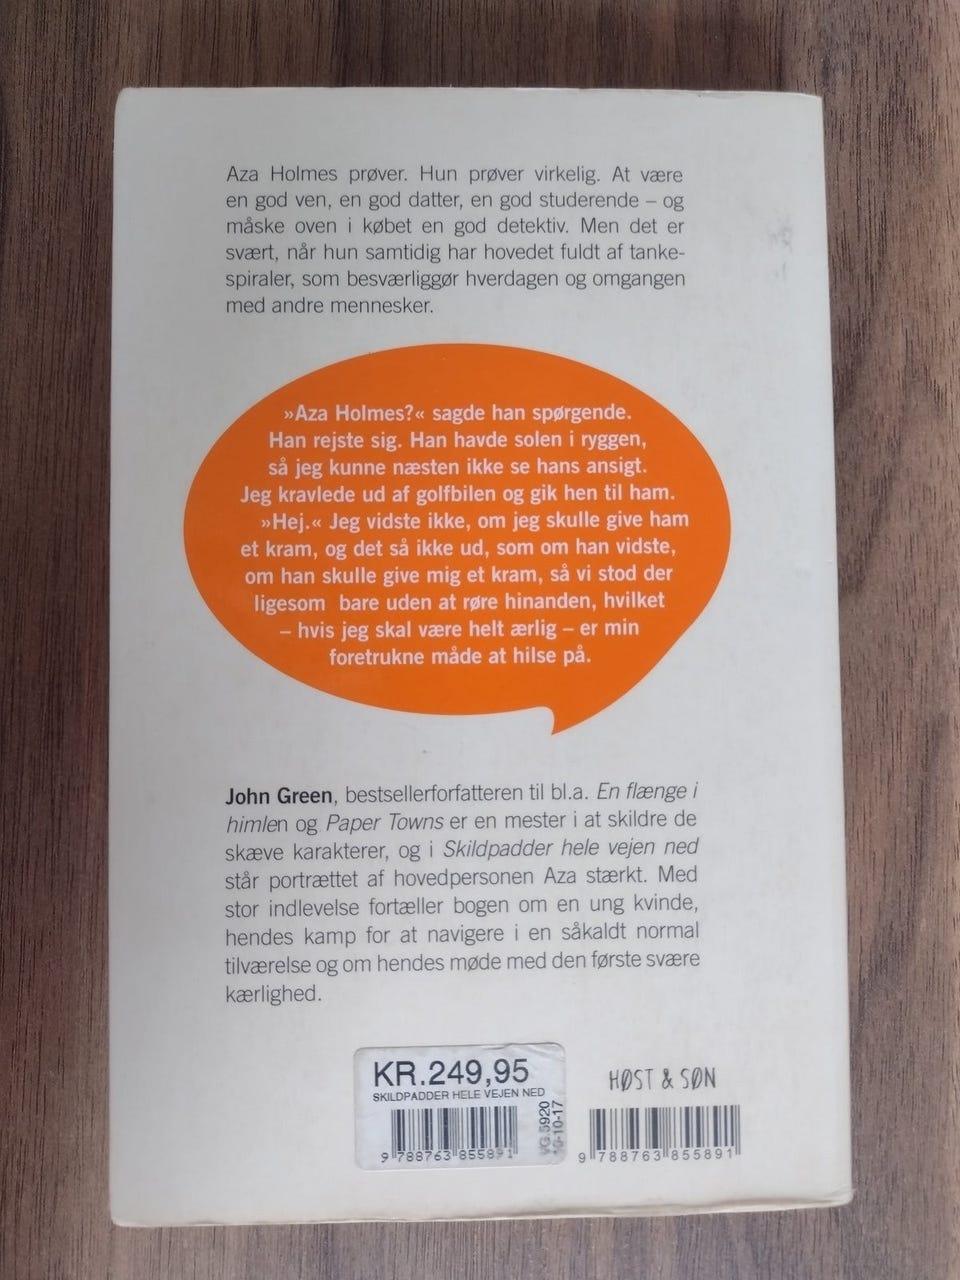 Aza Holmes prøver. Hun prøver virkelig. At være
en god ven, en god datter, en god studerende – og
måske oven i købet en god detektiv. Men det er
svært, når hun samtidig har hovedet fuldt af tanke-
spiraler, som besværliggør hverdagen og omgangen
med andre mennesker.
»Aza Holmes?« sagde han spørgende.
Han rejste sig. Han havde solen i ryggen,
så jeg kunne næsten ikke se hans ansigt.
Jeg kravlede ud af golfbilen og gik hen til ham.
»Hej.« Jeg vidste ikke, om jeg skulle give ham
et kram, og det så ikke ud, som om han vidste,
om han skulle give mig et kram, så vi stod der
ligesom bare uden at røre hinanden, hvilket
– hvis jeg skal være helt ærlig – er min
foretrukne måde at hilse på.
John Green, bestsellerforfatteren til bl.a. En flænge i
himlen og Paper Towns er en mester i at skildre de
skæve karakterer, og i Skildpadder hele vejen ned
står portrættet af hovedpersonen Aza stærkt. Med
stor indlevelse fortæller bogen om en ung kvinde,
hendes kamp for at navigere i en såkaldt normal
tilværelse og om hendes møde med den første svære
kærlighed.
KR.249,95
SKILDPADDER HELE VEJEN NED
9 788763 855891
HØST & SØN
9 788763 855891